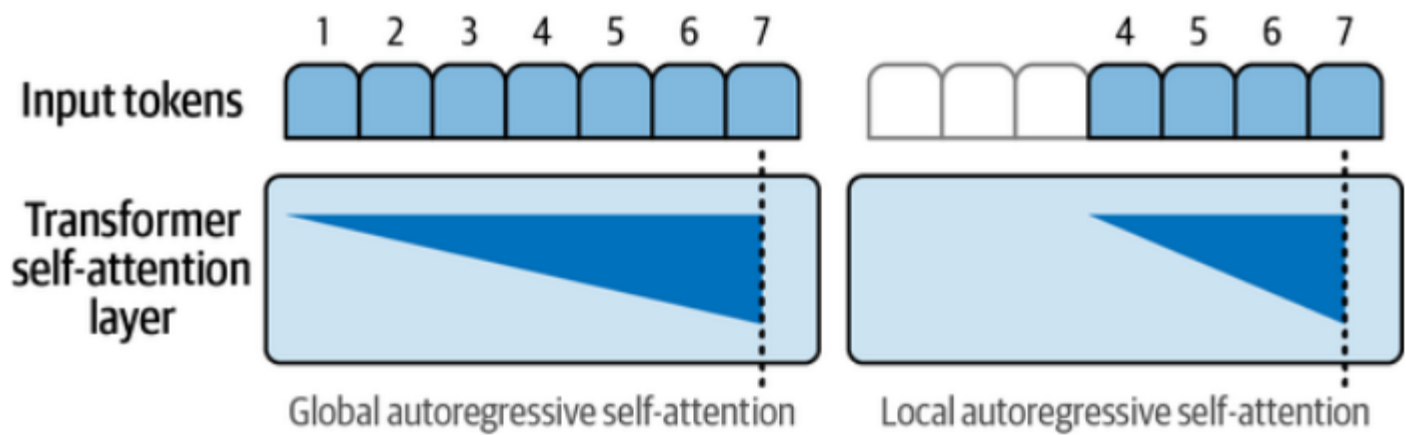 1 2 3 4 5 6 7 4 5 6 7
Input tokens
Transformer
self-attention
layer
Global autoregressive self-attention Local autoregressive self-attention